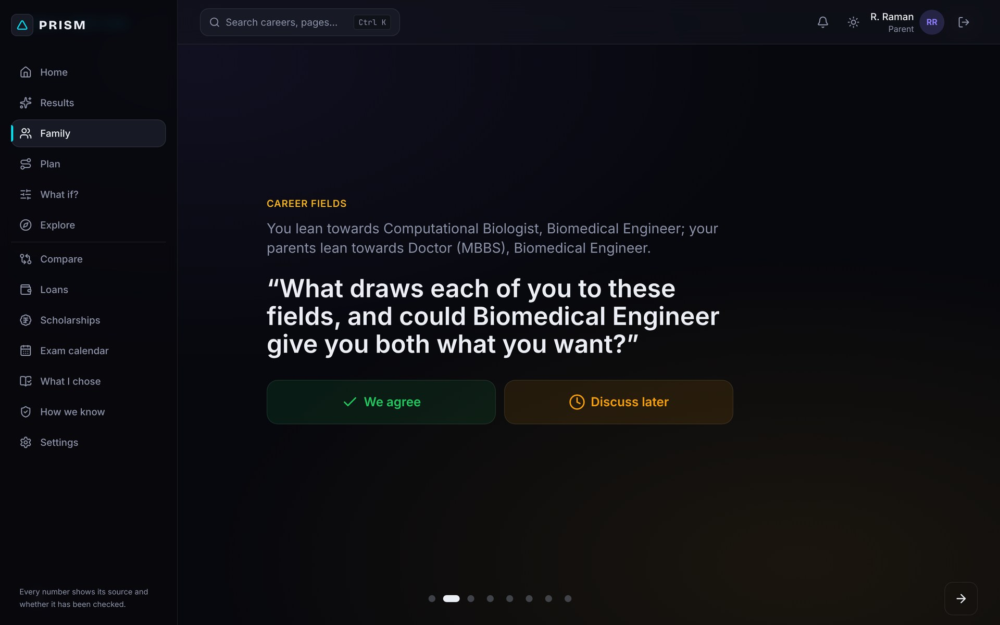 PRISM
Search careers, pages...
Ctrl K
R. Raman
Parent
RR
Home
Results
Family
Plan
What if?
Explore
Compare
Loans
Scholarships
Exam calendar
What I chose
How we know
Settings
Every number shows its source and
whether it has been checked.
CAREER FIELDS
You lean towards Computational Biologist, Biomedical Engineer; your
parents lean towards Doctor (MBBS), Biomedical Engineer.
“What draws each of you to these
fields, and could Biomedical Engineer
give you both what you want?”
We agree
Discuss later